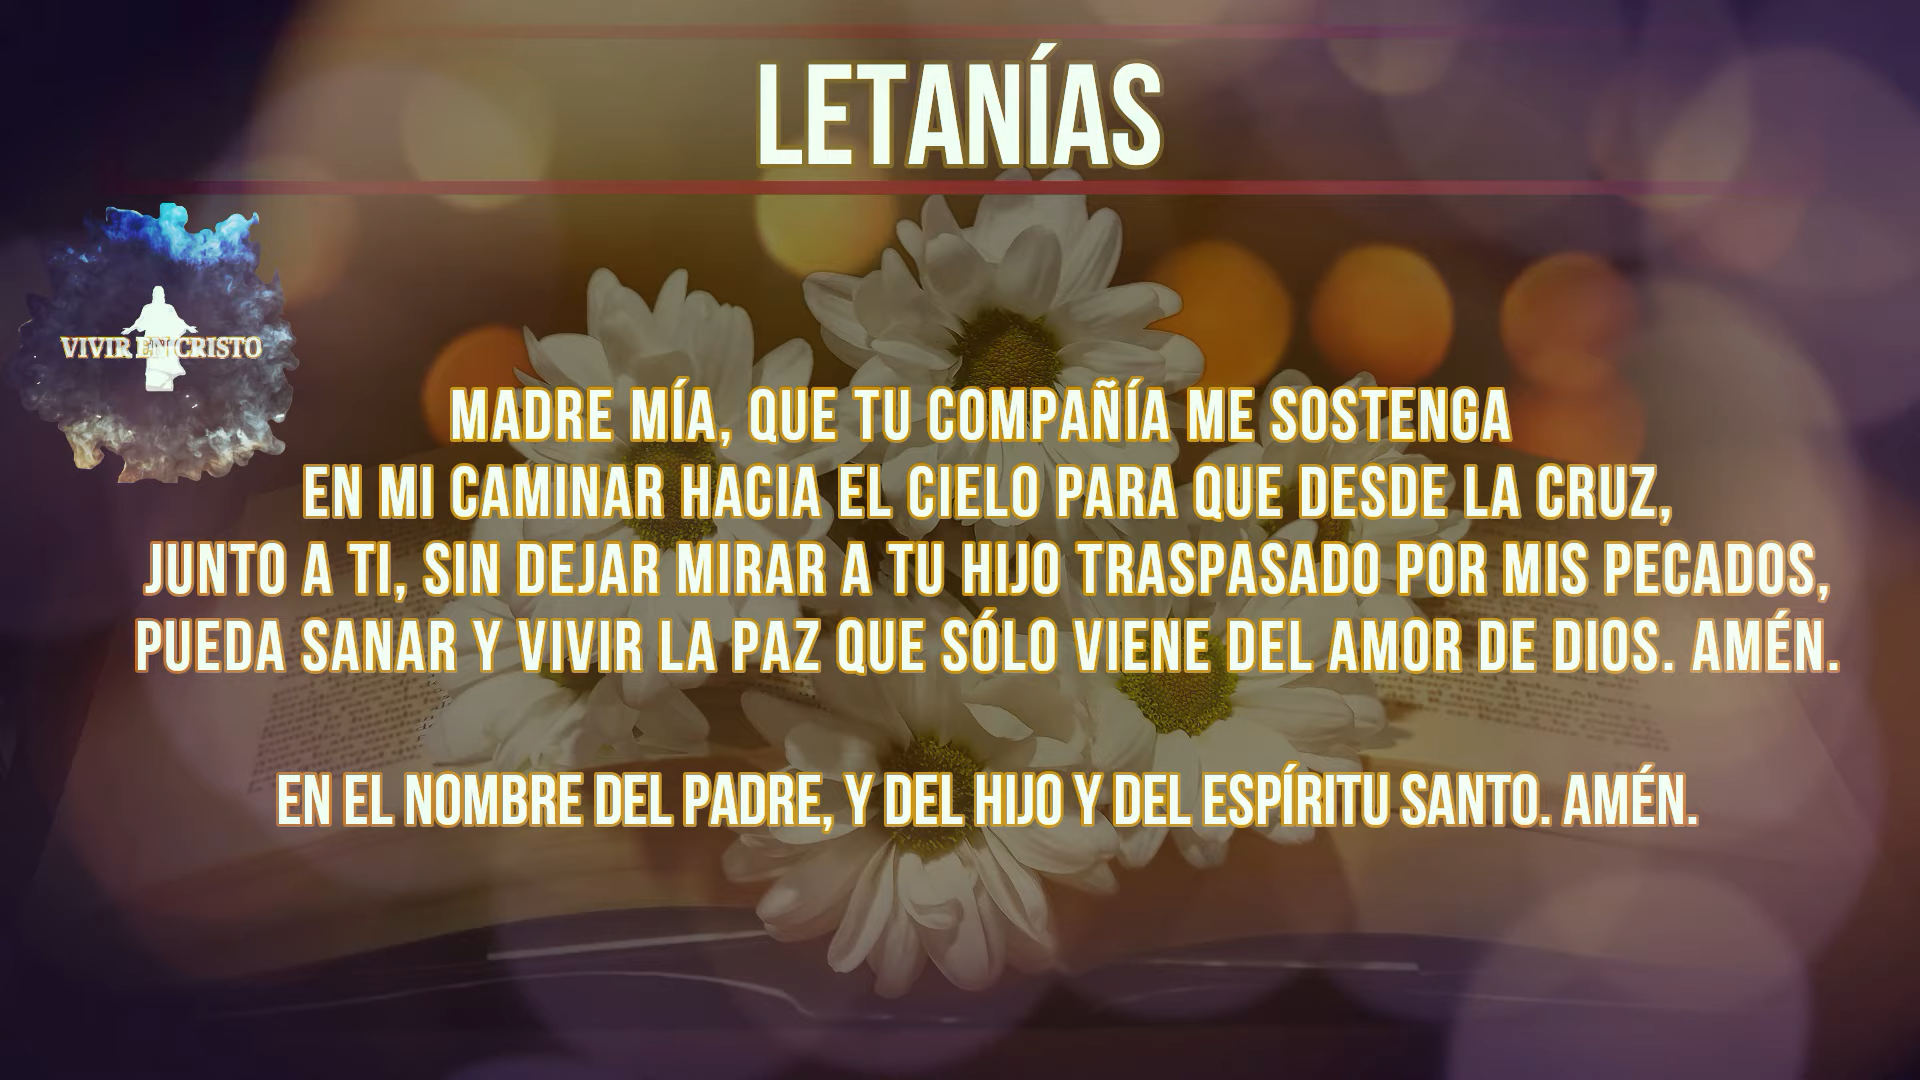 LETANÍAS
VIVIR EN CRISTO
MADRE MÍA, QUE TU COMPAÑÍA ME SOSTENGA
EN MI CAMINAR HACIA EL CIELO PARA QUE DESDE LA CRUZ,
JUNTO A TI, SIN DEJAR MIRAR A TU HIJO TRASPASADO POR MIS PECADOS,
PUEDA SANAR Y VIVIR LA PAZ QUE SÓLO VIENE DEL AMOR DE DIOS. AMÉN.
EN EL NOMBRE DEL PADRE, Y DEL HIJO Y DEL ESPÍRITU SANTO. AMÉN.